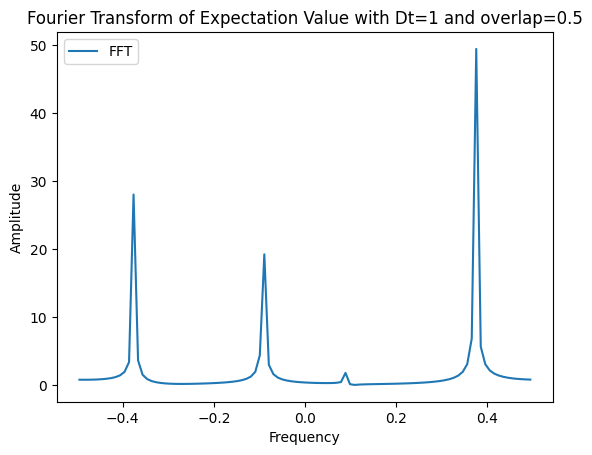 Fourier Transform of Expectation Value with Dt=1 and overlap=0.5
FFT
50
40
30
20
10
0
Amplitude
−0.4 −0.2 0.0 0.2 0.4
Frequency